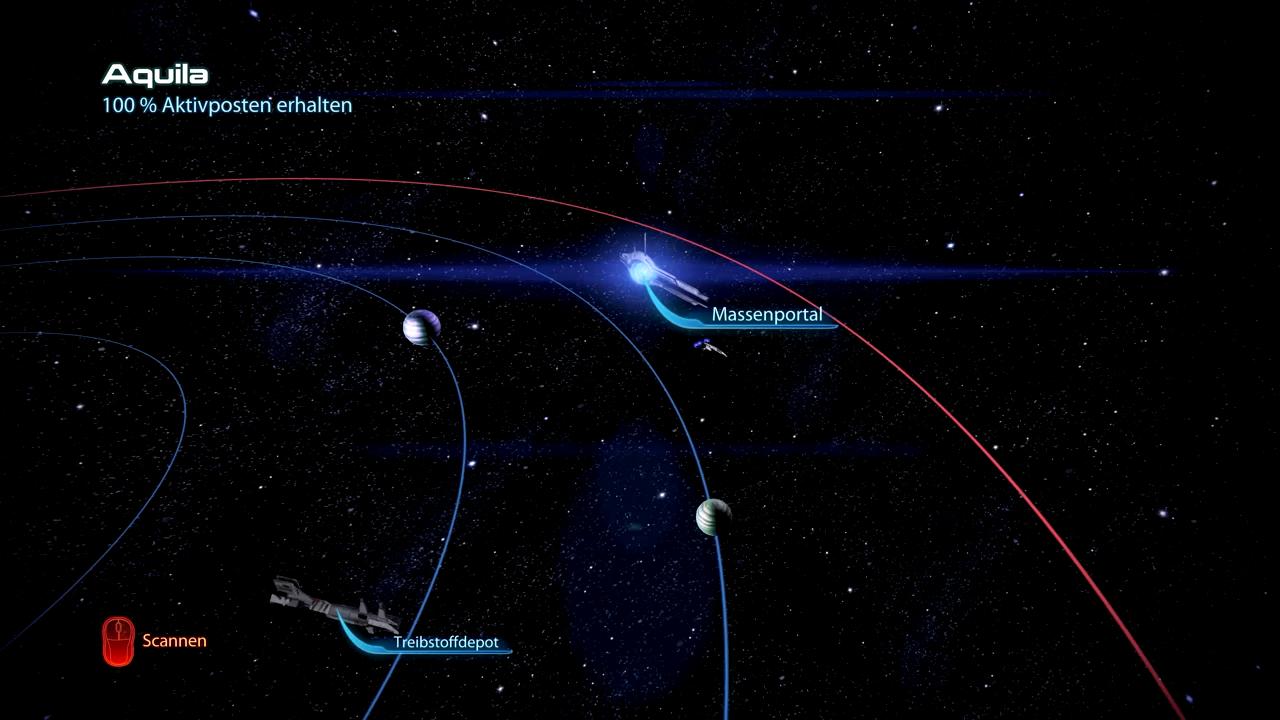 Aquila
100 % Aktivposten erhalten
Massenportal
Treibstoffdepot
Scannen